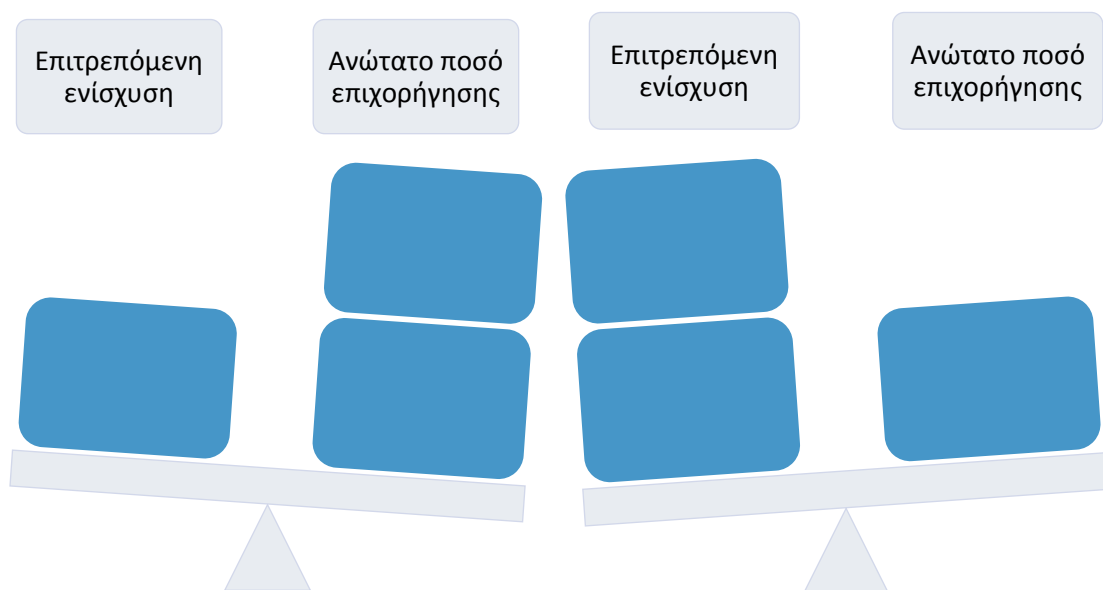 Επιτρεπόμενη
ενίσχυση
Ανώτατο ποσό
επιχορήγησης
Επιτρεπόμενη
ενίσχυση
Ανώτατο ποσό
επιχορήγησης